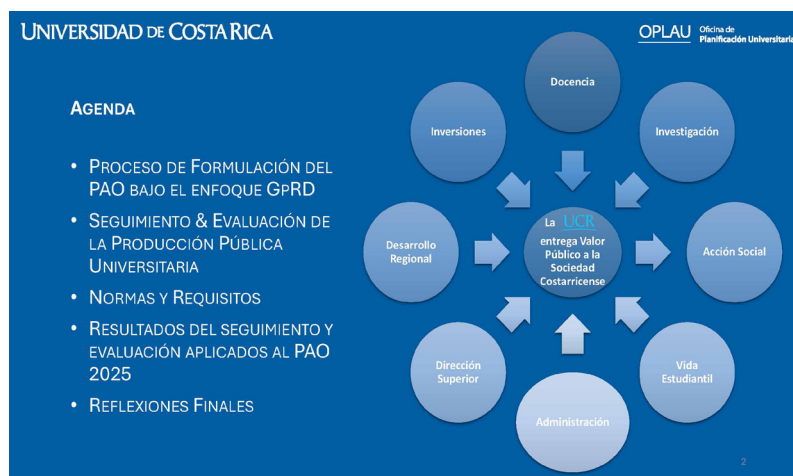 UNIVERSIDAD DE COSTA RICA
OPLAU Oficina de
Planificación Universitaria
AGENDA
• PROCESO DE FORMULACIÓN DEL
PAO BAJO EL ENFOQUE GPRD
• SEGUIMIENTO & EVALUACIÓN DE
LA PRODUCCIÓN PÚBLICA
UNIVERSITARIA
• NORMAS Y REQUISITOS
• RESULTADOS DEL SEGUIMIENTO Y
EVALUACIÓN APLICADOS AL PAO
2025
• REFLEXIONES FINALES
Docencia
Investigación
Acción Social
Vida
Estudiantil
Administración
Dirección
Superior
Desarrollo
Regional
Inversiones
La UCR
entrega Valor
Público a la
Sociedad
Costarricense
2